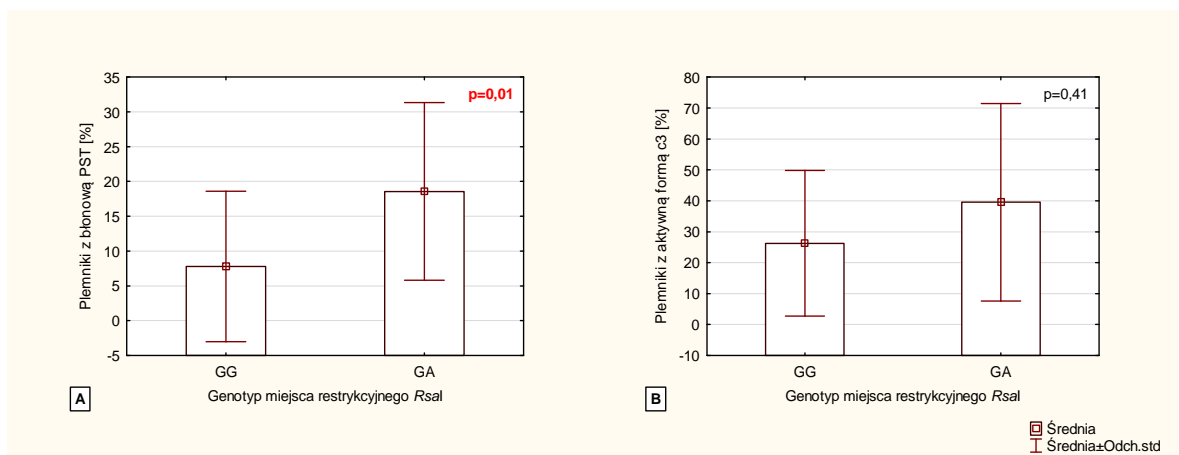 35
30
25
20
15
10
5
0
-5
Plemniki z błonową PST [%]
p=0,01
GG
GA
Genotyp miejsca restrykcyjnego RsaI
A
80
70
60
50
40
30
20
10
0
-10
Plemniki z aktywną formą c3 [%]
p=0,41
GG
GA
Genotyp miejsca restrykcyjnego RsaI
B
Średnia
Średnia±Odch.std